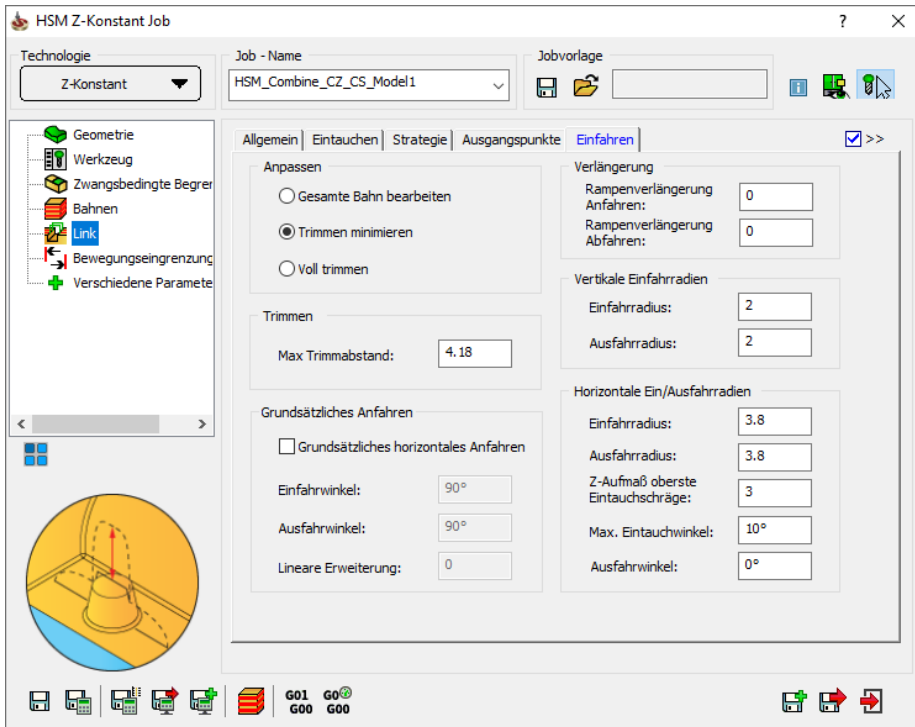 HSM Z-Konstant Job
?
Technologie
Z-Konstant
Job - Name
HSM_Combine_CZ_CS_Model1
Jobvorlage
Geometrie
Werkzeug
Zwangsbedingte Begrer
Bahnen
Link
Bewegungseingrenzung
Verschiedene Paramete
Allgemein
Eintauchen
Strategie
Ausgangspunkte
Einfahren
>>
Anpassen
Gesamte Bahn bearbeiten
Trimmen minimieren
Voll trimmen
Trimmen
Max Trimmabstand:
4.18
Grundsätzliches Anfahren
Grundsätzliches horizontales Anfahren
Einfahrwinkel:
90°
Ausfahrwinkel:
90°
Lineare Erweiterung:
0
Verlängerung
Rampenverlängerung
Anfahren:
0
Rampenverlängerung
Abfahren:
0
Vertikale Einfahrradien
Einfahrradius:
2
Ausfahrradius:
2
Horizontale Ein/Ausfahrradien
Einfahrradius:
3.8
Ausfahrradius:
3.8
Z-Aufmaß oberste
Eintauchschräge:
3
Max. Eintauchwinkel:
10°
Ausfahrwinkel:
0°
G01
G00
G0
G00